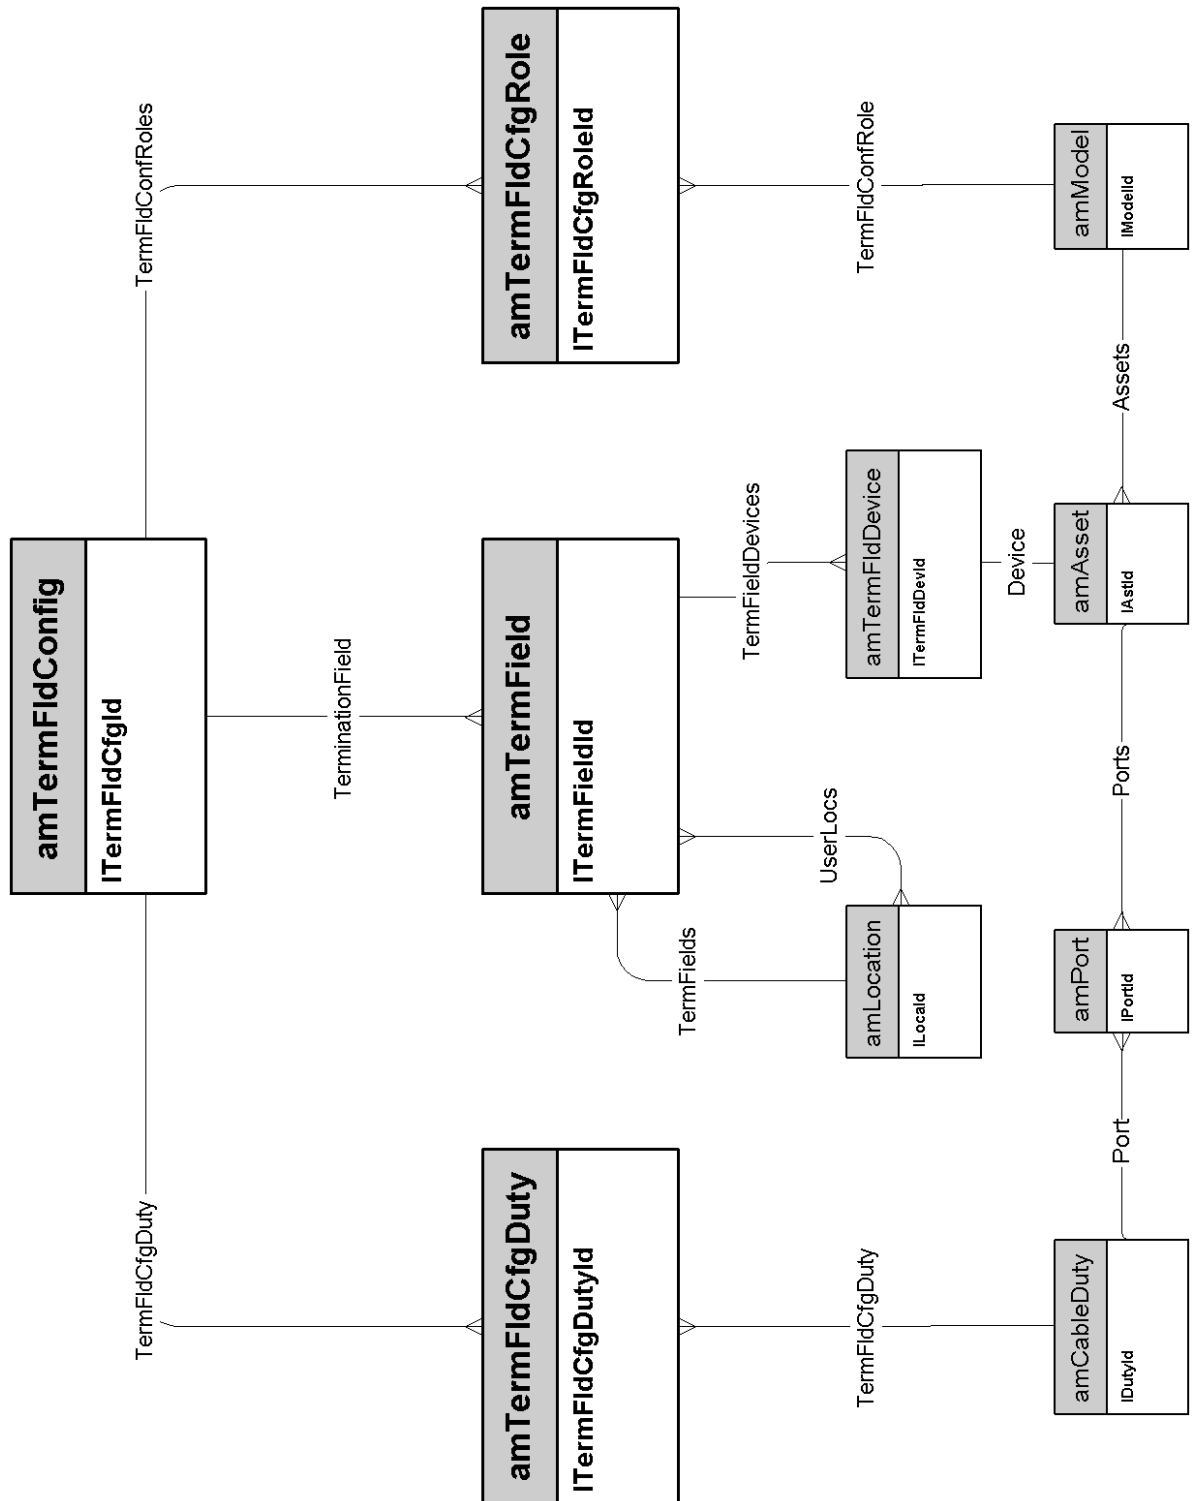 amTermFldConfig
lTermFldCfgId
TermFldCfgDuty
TermFldConfRoles
TerminationField
amTermFldCfgDuty
lTermFldCfgDutyId
amTermField
lTermFieldId
amTermFldCfgRole
lTermFldCfgRoleId
TermFields
UserLocs
TermFieldDevices
TermFldCfgDuty
amLocation
lLocaId
amTermFldDevice
lTermFldDevId
TermFldConfRole
Device
amCableDuty
lDutyId
Port
amPort
lPortId
Ports
amAsset
lAstId
Assets
amModel
lModelId